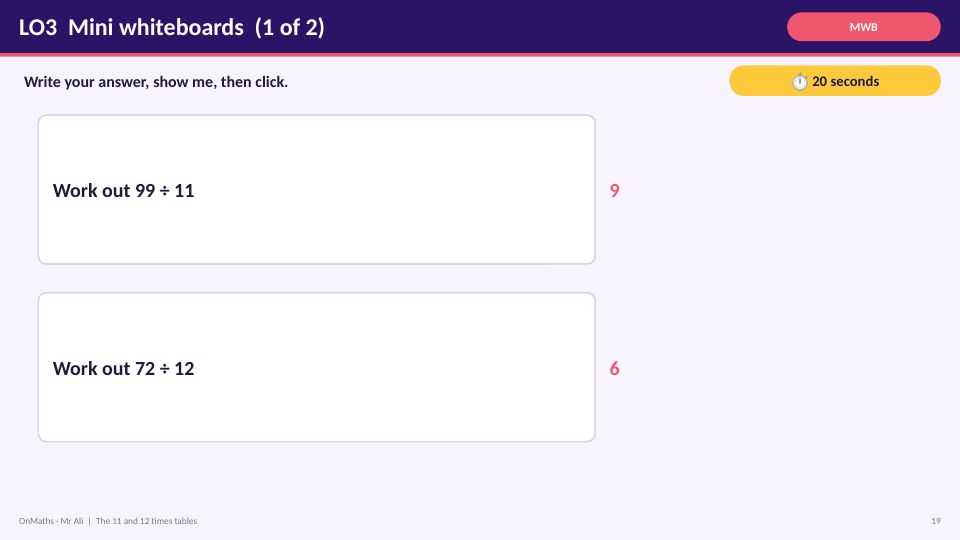 LO3  Mini whiteboards  (1 of 2)
MWB
Write your answer, show me, then click.
⏱️ 20 seconds
Work out 99 ÷ 11
9
Work out 72 ÷ 12
6
OnMaths - Mr Ali  |  The 11 and 12 times tables
19